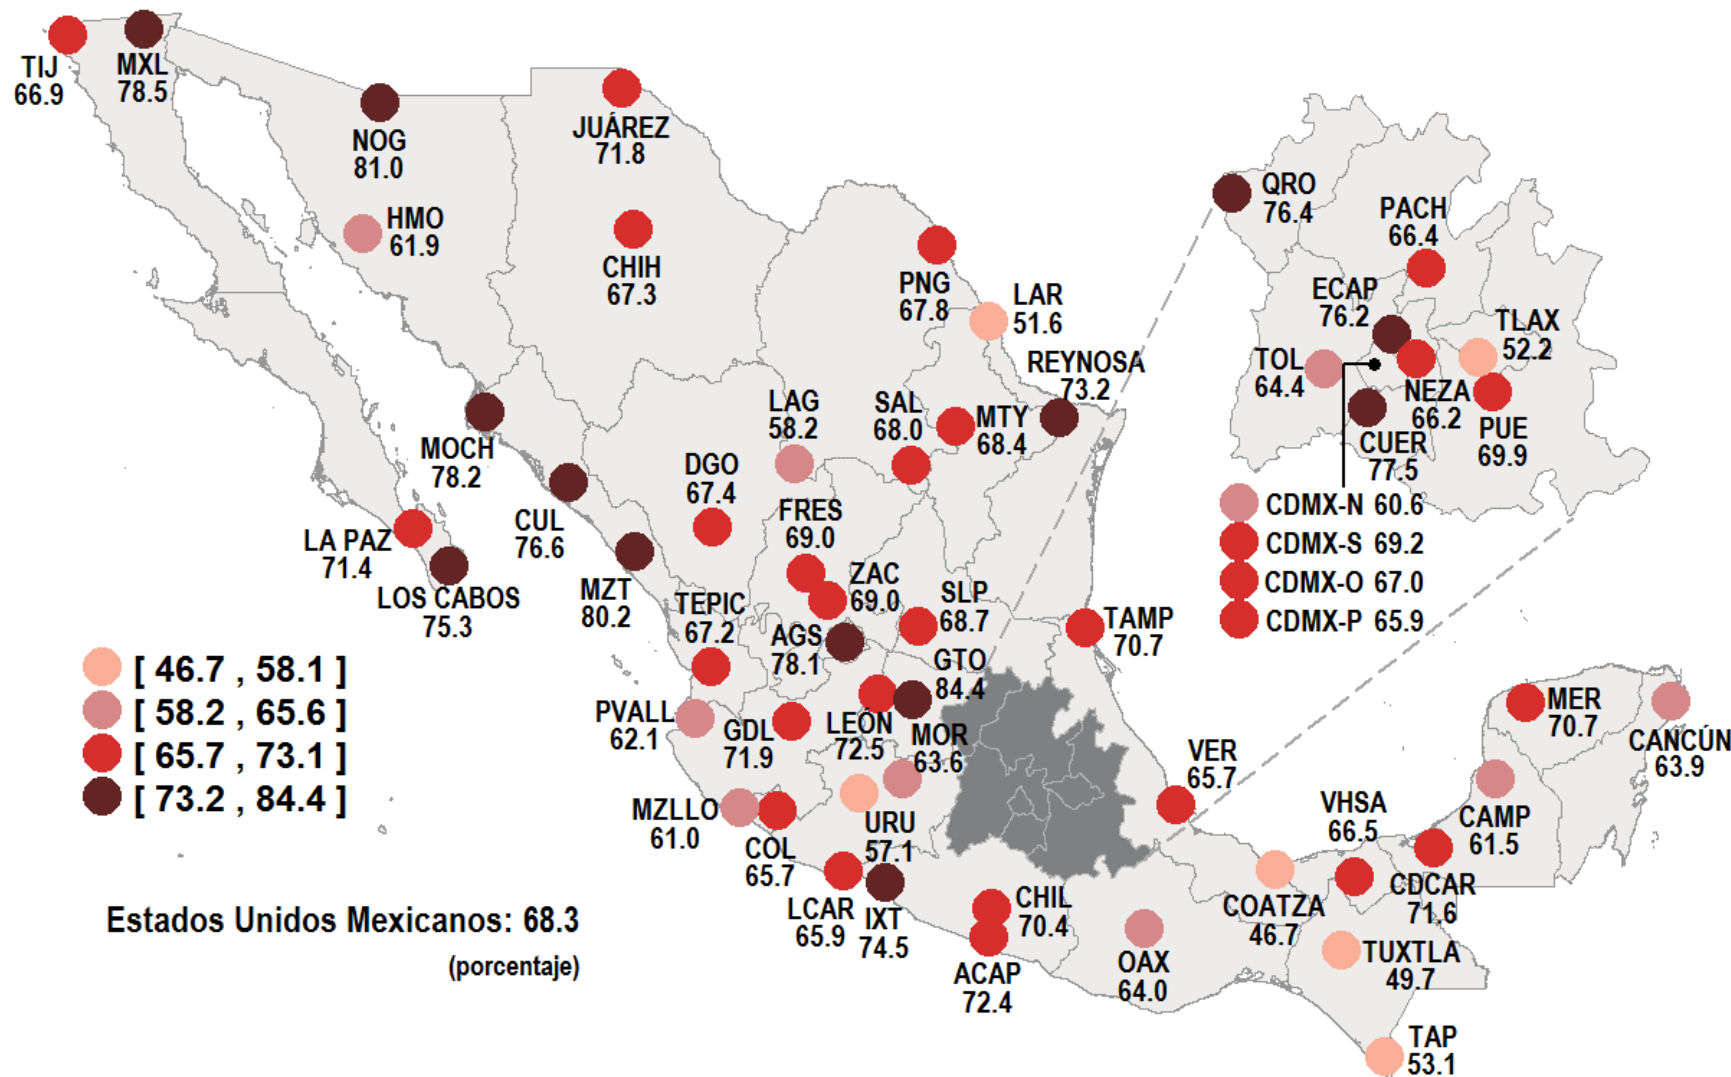 TIJ
66.9
MXL
78.5
NOG
81.0
HMO
61.9
JUÁREZ
71.8
CHIH
67.3
PNG
67.8
LAR
51.6
REYNOSA
73.2
LAG
58.2
SAL
68.0
MTY
68.4
MOCH
78.2
CUL
76.6
DGO
67.4
FRES
69.0
LA PAZ
71.4
LOS CABOS
75.3
MZT
80.2
ZAC
69.0
TEPIC
67.2
AGS
78.1
SLP
68.7
TAMP
70.7
GTO
84.4
PVALL
62.1
GDL
71.9
LEÓN
72.5
MOR
63.6
MZLLO
61.0
COL
65.7
URU
57.1
LCAR
65.9
IXT
74.5
CHIL
70.4
ACAP
72.4
OAX
64.0
VER
65.7
COATZA
46.7
VHSA
66.5
CDCAR
71.6
CAMP
61.5
MER
70.7
CANCÚN
63.9
TUXTLA
49.7
TAP
53.1
QRO
76.4
PACH
66.4
ECAP
76.2
TLAX
52.2
TOL
64.4
NEZA
66.2
PUE
69.9
CUER
77.5
CDMX-N 60.6
CDMX-S 69.2
CDMX-O 67.0
CDMX-P 65.9
[ 46.7 , 58.1 ]
[ 58.2 , 65.6 ]
[ 65.7 , 73.1 ]
[ 73.2 , 84.4 ]
Estados Unidos Mexicanos: 68.3
(porcentaje)